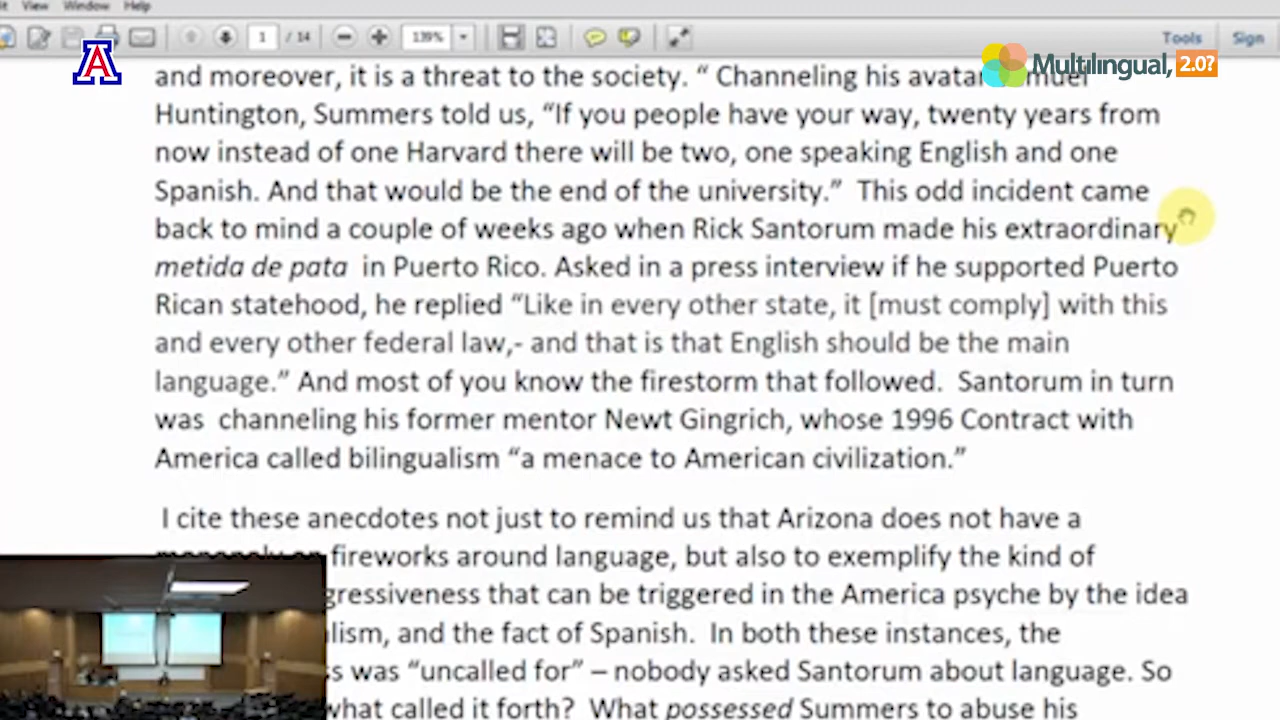 View Window Help
1 / 14
139%
Tools
Sign
A
Multilingual, 2.0?
and moreover, it is a threat to the society. “ Channeling his avatar
Huntington, Summers told us, “If you people have your way, twenty years from
now instead of one Harvard there will be two, one speaking English and one
Spanish. And that would be the end of the university.” This odd incident came
back to mind a couple of weeks ago when Rick Santorum made his extraordinary
metida de pata in Puerto Rico. Asked in a press interview if he supported Puerto
Rican statehood, he replied “Like in every other state, it [must comply] with this
and every other federal law,- and that is that English should be the main
language.” And most of you know the firestorm that followed. Santorum in turn
was channeling his former mentor Newt Gingrich, whose 1996 Contract with
America called bilingualism “a menace to American civilization.”
I cite these anecdotes not just to remind us that Arizona does not have a
fireworks around language, but also to exemplify the kind of
gressiveness that can be triggered in the America psyche by the idea
lism, and the fact of Spanish. In both these instances, the
ss was “uncalled for” – nobody asked Santorum about language. So
what called it forth? What possessed Summers to abuse his